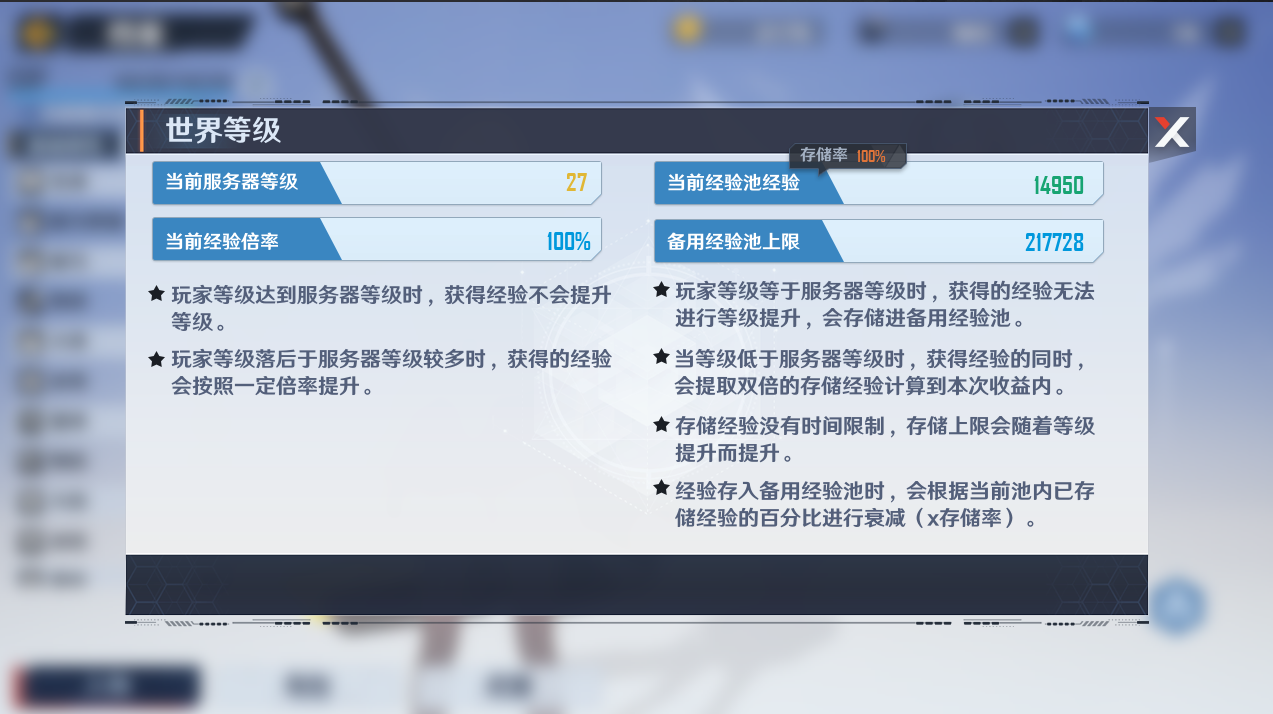 世界等级
存储率 100%
当前服务器等级 27
当前经验倍率 100%
玩家等级达到服务器等级时，获得经验不会提升
等级。
玩家等级落后于服务器等级较多时，获得的经验
会按照一定倍率提升。
当前经验池经验 14950
备用经验池上限 217728
玩家等级等于服务器等级时，获得的经验无法
进行等级提升，会存储进备用经验池。
当等级低于服务器等级时，获得经验的同时，
会提取双倍的存储经验计算到本次收益内。
存储经验没有时间限制，存储上限会随着等级
提升而提升。
经验存入备用经验池时，会根据当前池内已存
储经验的百分比进行衰减（x存储率）。